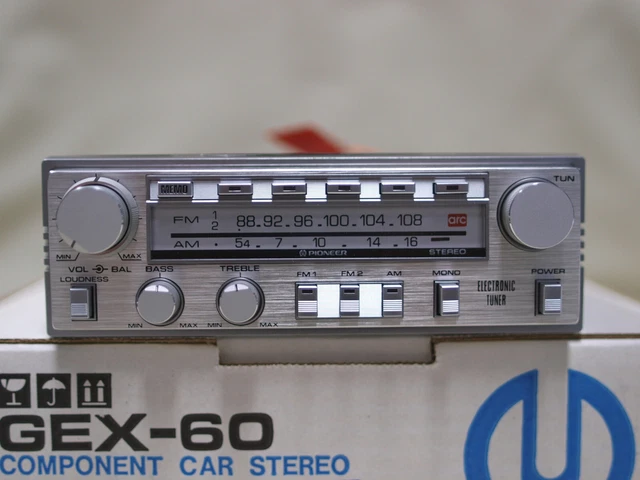 MEMO
FM 1 2 88.92.96.100.104.108 arc
AM · 54 . 7 . 10 . 14 . 16
PIONEER STEREO
TUN
MIN MAX
VOL BAL BASS TREBLE FM 1 FM 2 AM MONO POWER
LOUDNESS
ELECTRONIC
TUNER
MIN MAX MIN MAX
GEX-60
COMPONENT CAR STEREO